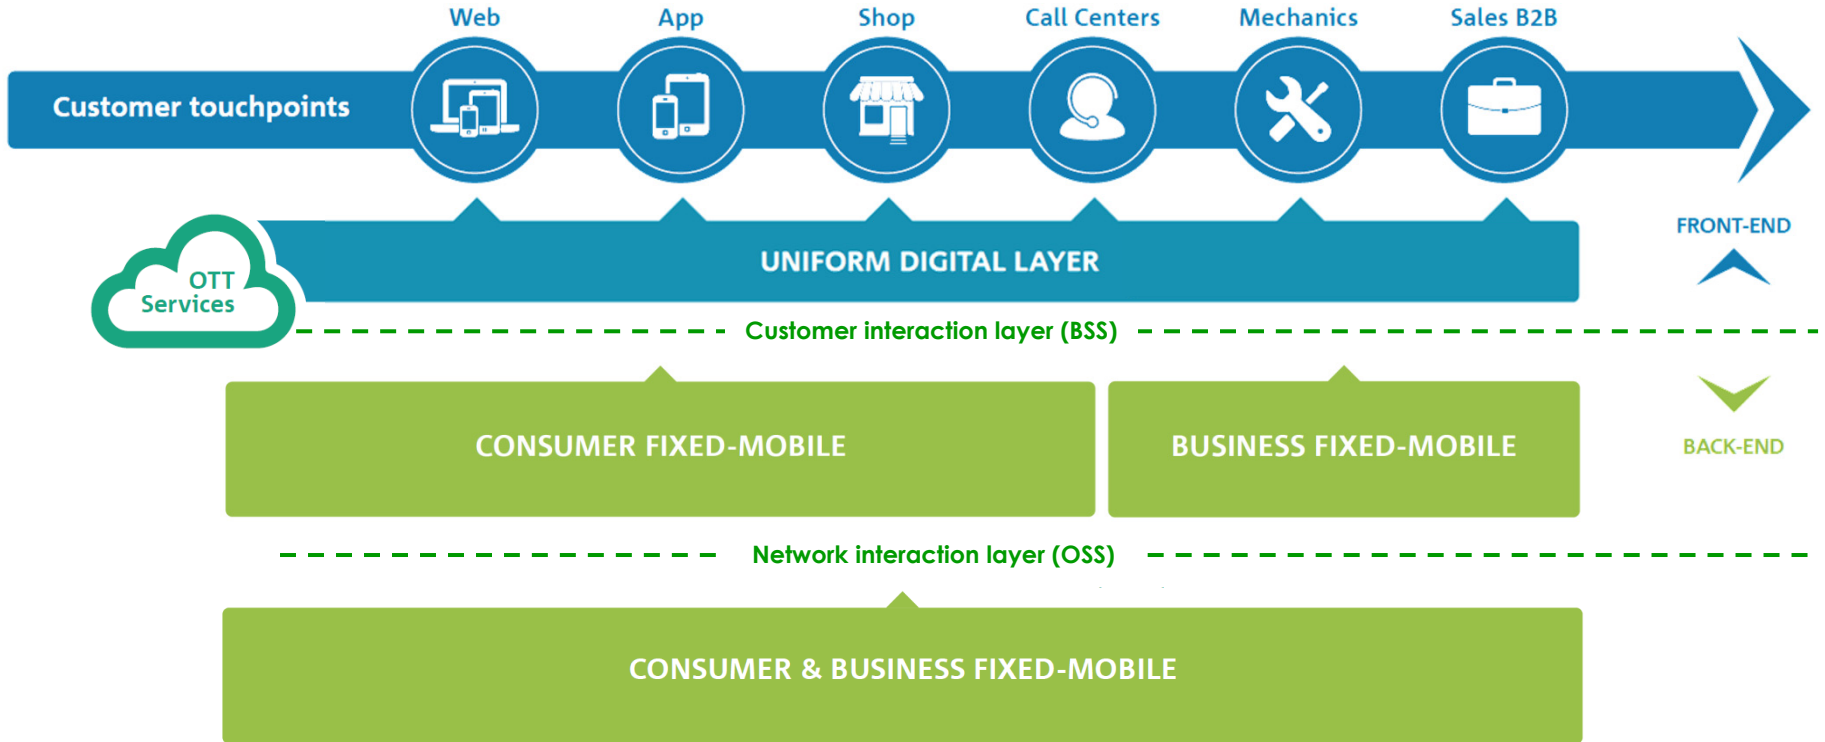 Web
App
Shop
Call Centers
Mechanics
Sales B2B
Customer touchpoints
FRONT-END
UNIFORM DIGITAL LAYER
OTT
Services
Customer interaction layer (BSS)
CONSUMER FIXED-MOBILE
BUSINESS FIXED-MOBILE
BACK-END
Network interaction layer (OSS)
CONSUMER & BUSINESS FIXED-MOBILE